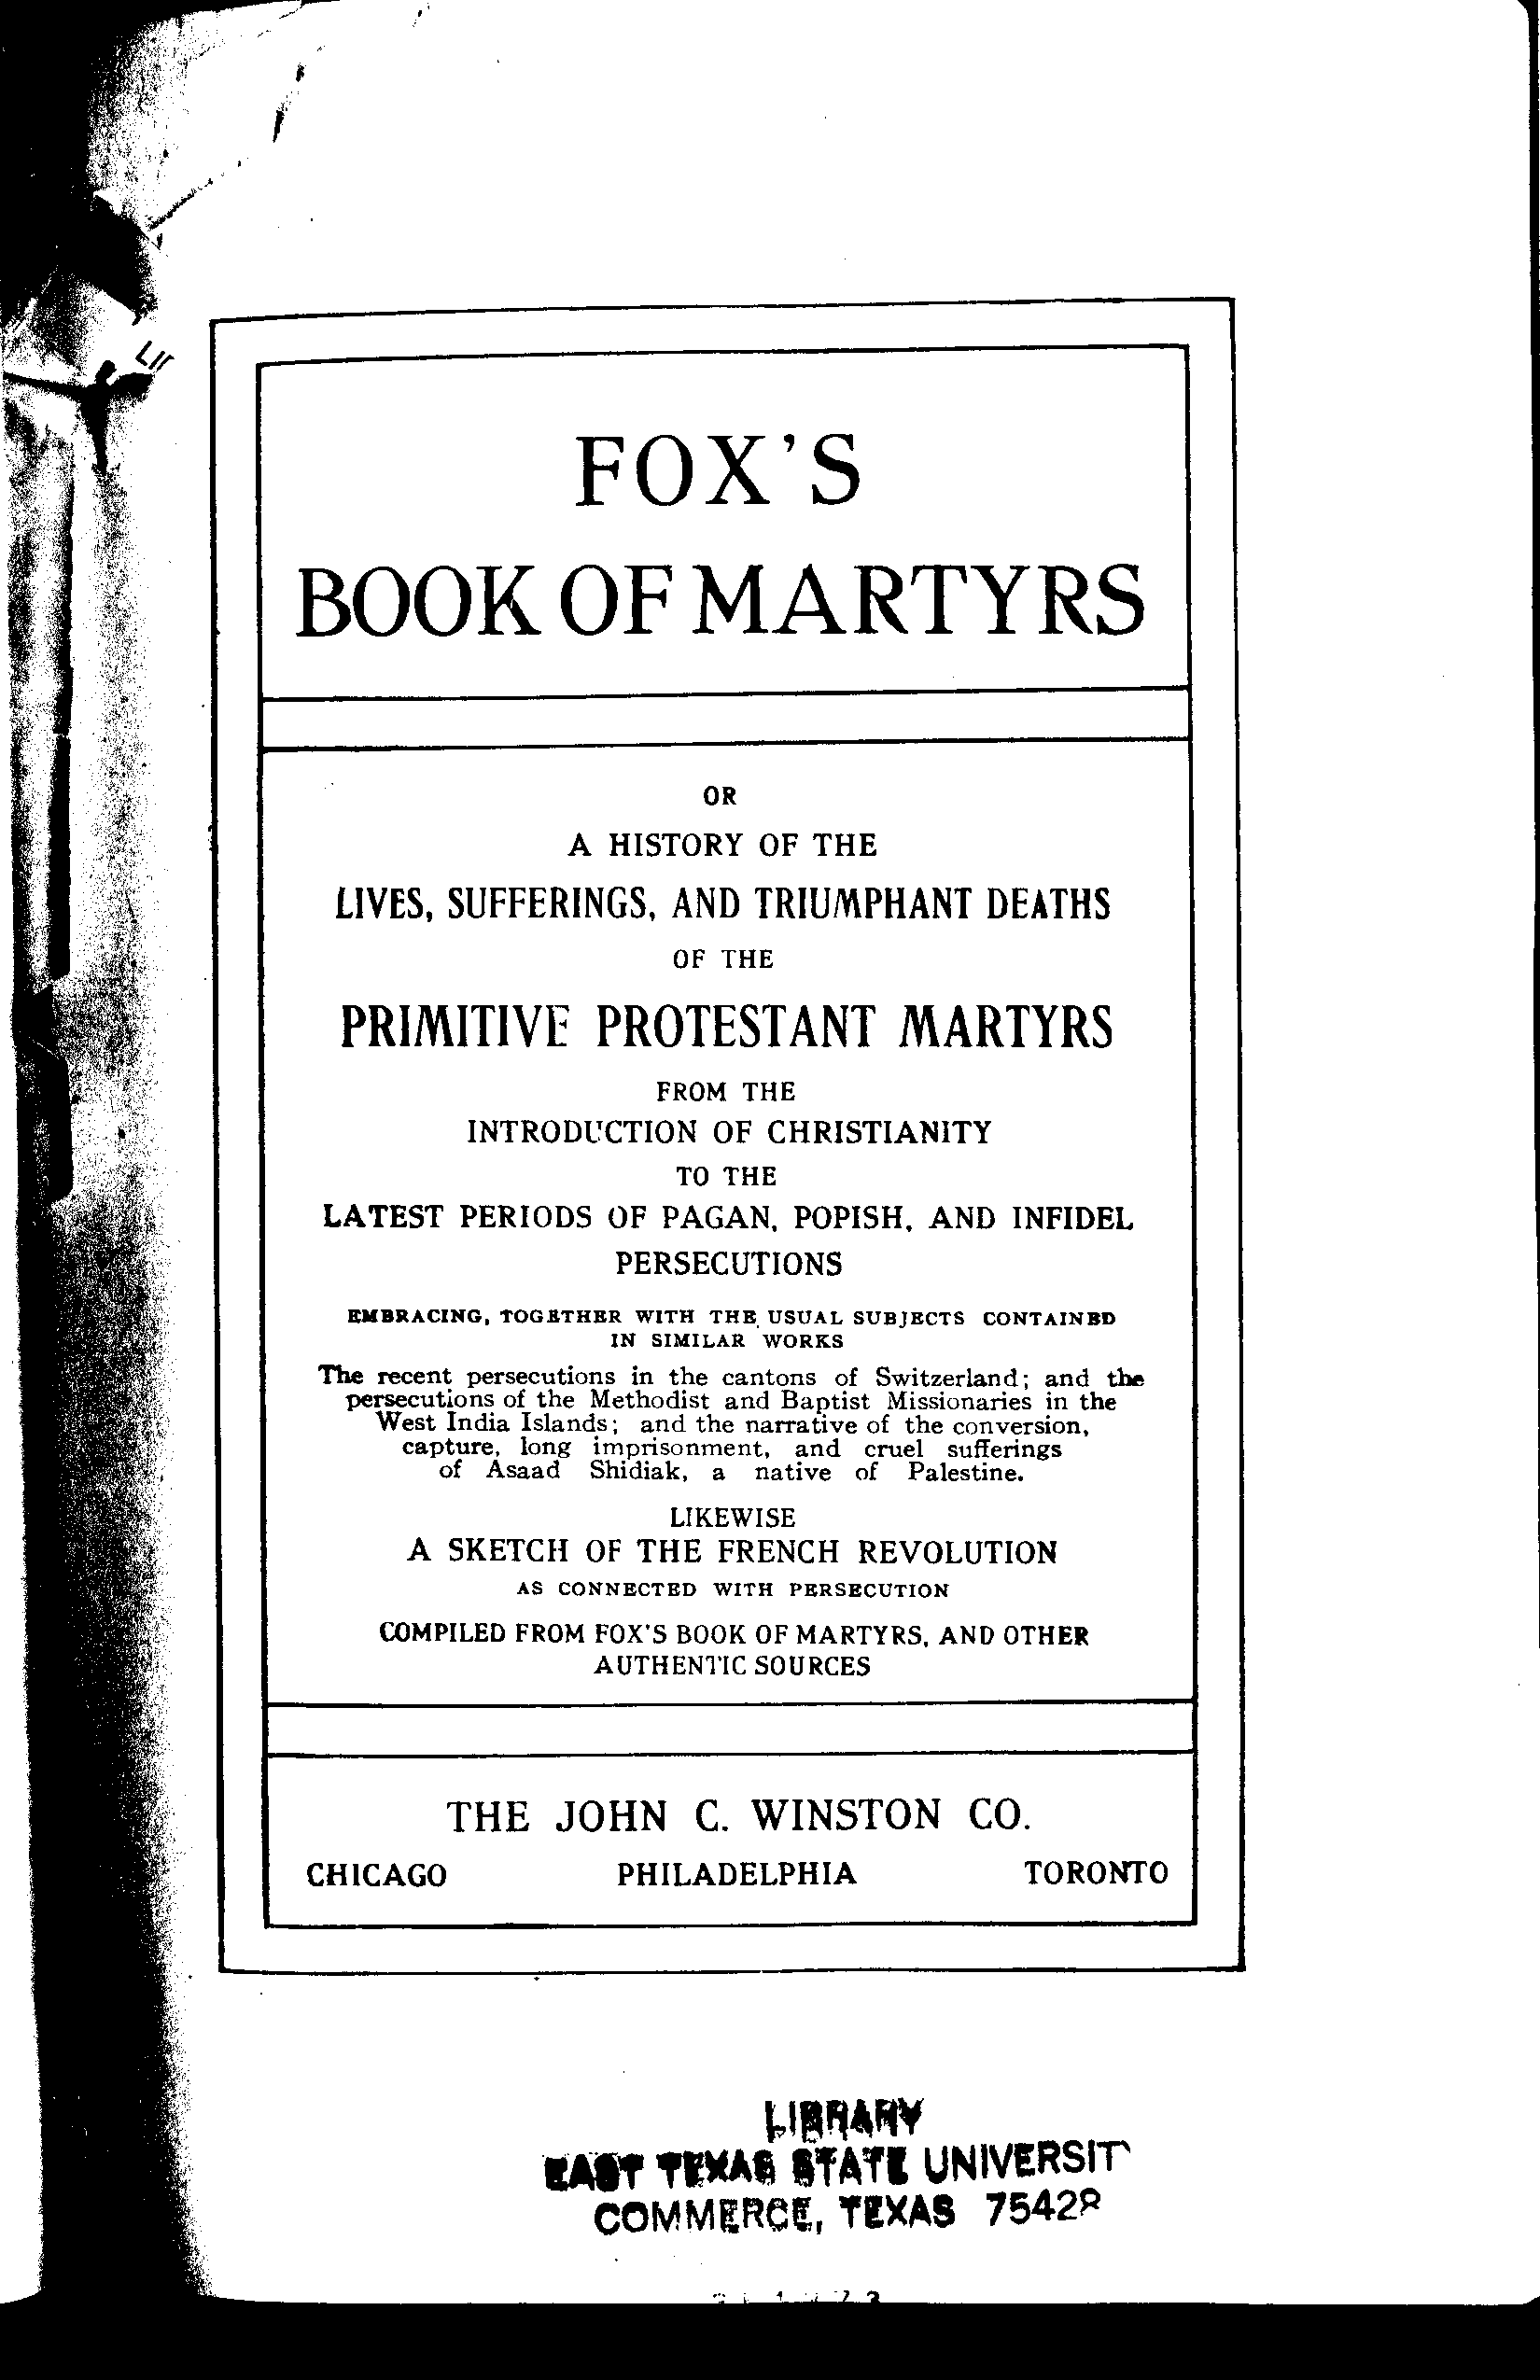 FOX'S
BOOK OF MARTYRS
OR
A HISTORY OF THE
LIVES, SUFFERINGS, AND TRIUMPHANT DEATHS
OF THE
PRIMITIVE PROTESTANT MARTYRS
FROM THE
INTRODUCTION OF CHRISTIANITY
TO THE
LATEST PERIODS OF PAGAN, POPISH, AND INFIDEL
PERSECUTIONS
EMBRACING, TOGETHER WITH THE USUAL SUBJECTS CONTAINED
IN SIMILAR WORKS
The recent persecutions in the cantons of Switzerland; and the
persecutions of the Methodist and Baptist Missionaries in the
West India Islands; and the narrative of the conversion,
capture, long imprisonment, and cruel sufferings
of Asaad Shidiak, a native of Palestine.
LIKEWISE
A SKETCH OF THE FRENCH REVOLUTION
AS CONNECTED WITH PERSECUTION
COMPILED FROM FOX'S BOOK OF MARTYRS, AND OTHER
AUTHENTIC SOURCES
THE JOHN C. WINSTON CO.
CHICAGO PHILADELPHIA TORONTO
LIBRARY
EAST TEXAS STATE UNIVERSIT
COMMERCE, TEXAS 75428